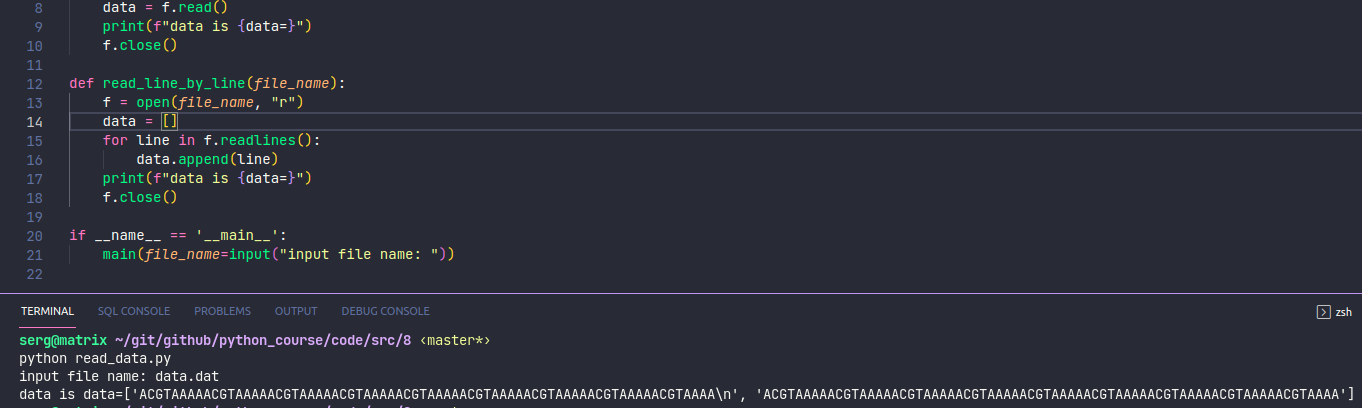 8 data = f.read()
9 print(f"data is {data=}")
10 f.close()
11
12 def read_line_by_line(file_name):
13 f = open(file_name, "r")
14 data = []
15 for line in f.readlines():
16 data.append(line)
17 print(f"data is {data=}")
18 f.close()
19
20 if __name__ == '__main__':
21 main(file_name=input("input file name: "))
22
TERMINAL SQL CONSOLE PROBLEMS OUTPUT DEBUG CONSOLE zsh
serg@matrix ~/git/github/python_course/code/src/8 ‹master*›
python read_data.py
input file name: data.dat
data is data=['ACGTAAAAACGTAAAAACGTAAAAACGTAAAAACGTAAAAACGTAAAAACGTAAAAACGTAAAAACGTAAAA\n', 'ACGTAAAAACGTAAAAACGTAAAAACGTAAAAACGTAAAAACGTAAAAACGTAAAAACGTAAAAACGTAAAA']